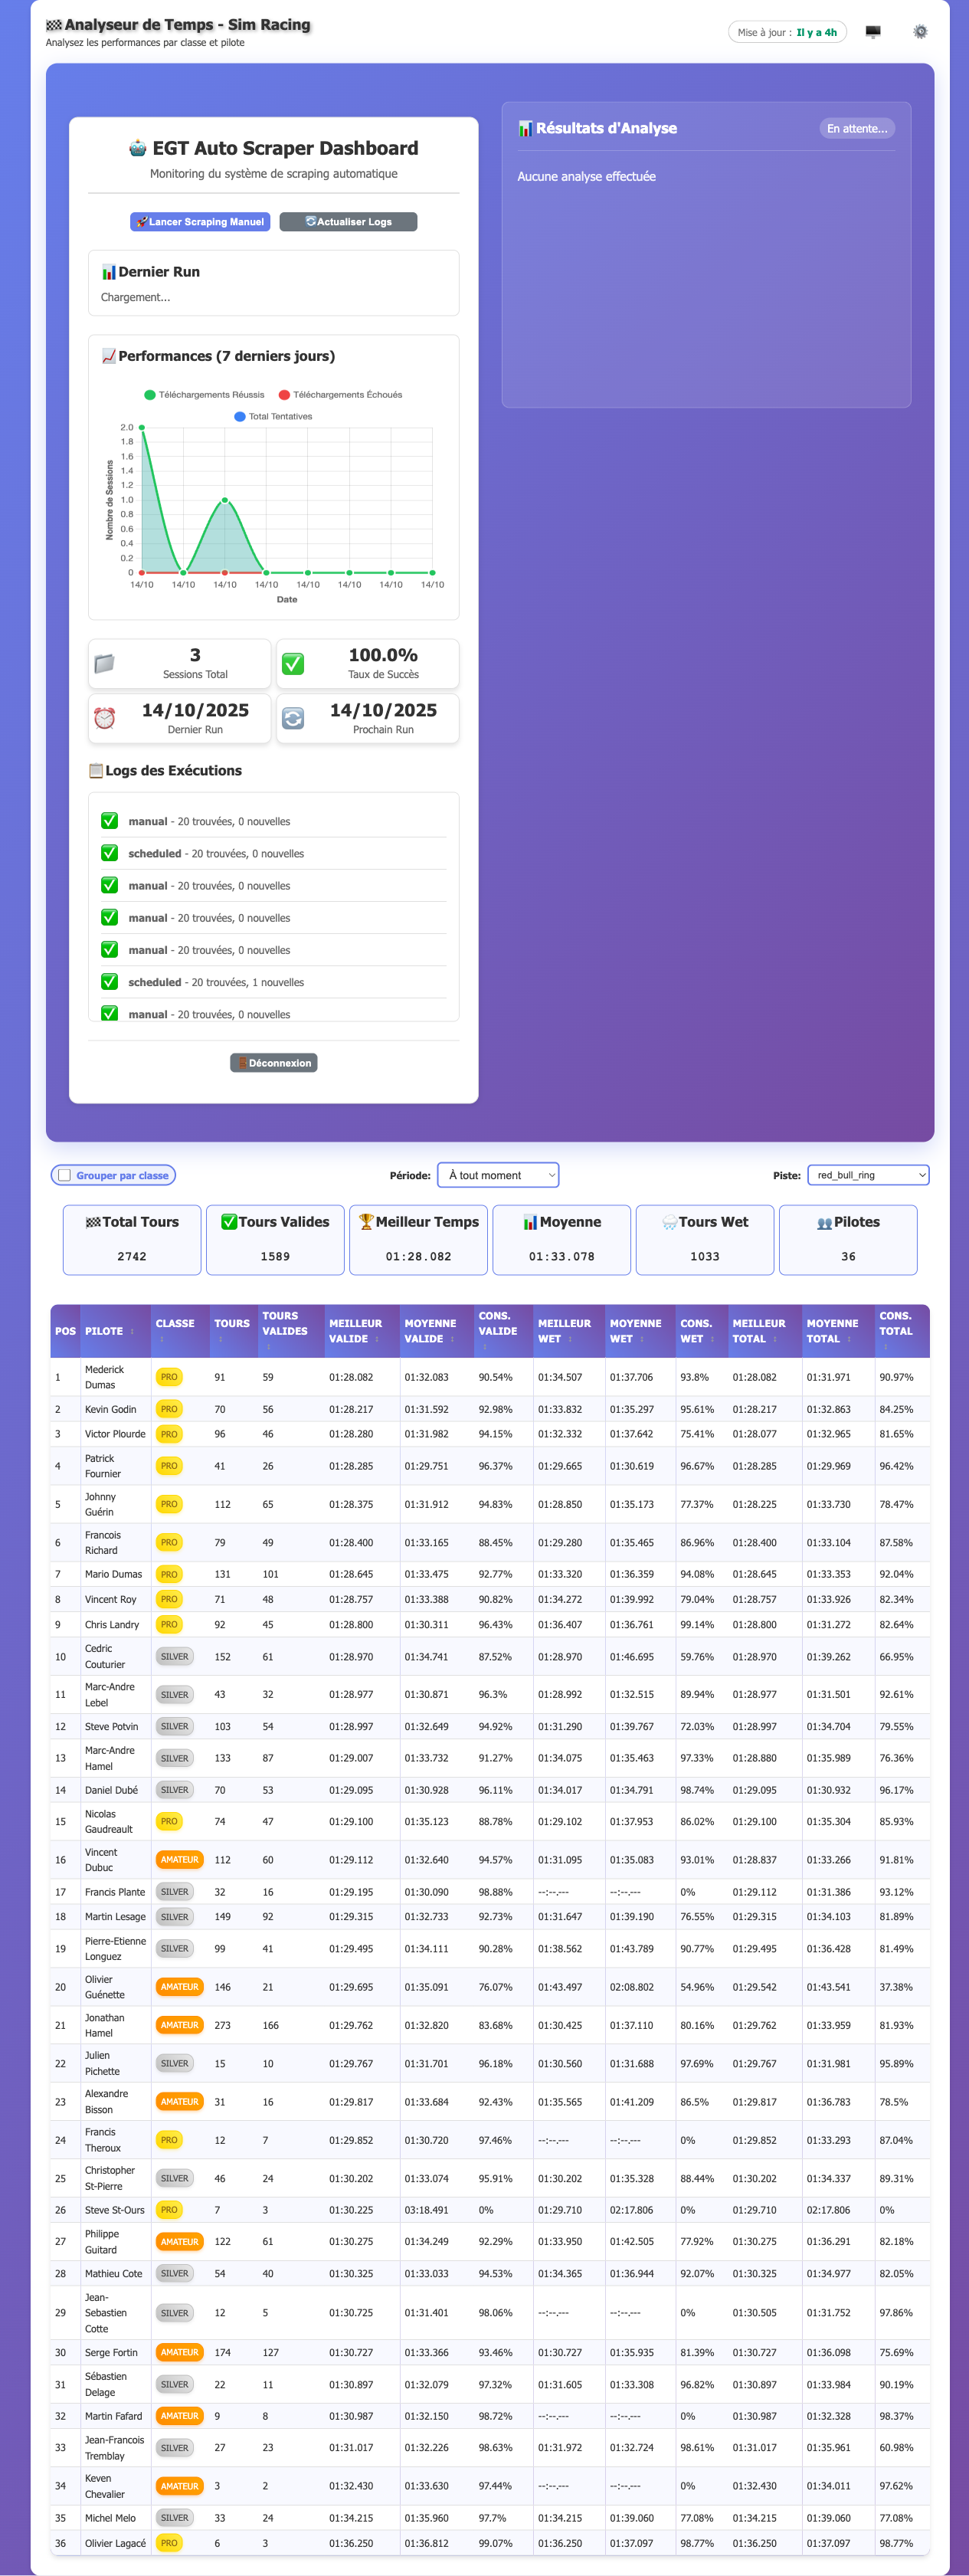 Analyseur de Temps - Sim Racing
Analysez les performances par classe et pilote
Mise à jour : Il y a 4h
EGT Auto Scraper Dashboard
Monitoring du système de scraping automatique
Lancer Scraping Manuel
Actualiser Logs
Dernier Run
Chargement...
Performances (7 derniers jours)
Téléchargements Réussis
Téléchargements Échoués
Total Tentatives
Nombre de Sessions
2.0
1.8
1.6
1.4
1.2
1.0
0.8
0.6
0.4
0.2
0
14/10 14/10 14/10 14/10 14/10 14/10 14/10 14/10
Date
3
Sessions Total
100.0%
Taux de Succès
14/10/2025
Dernier Run
14/10/2025
Prochain Run
Logs des Exécutions
manual - 20 trouvées, 0 nouvelles
scheduled - 20 trouvées, 0 nouvelles
manual - 20 trouvées, 0 nouvelles
manual - 20 trouvées, 0 nouvelles
manual - 20 trouvées, 0 nouvelles
scheduled - 20 trouvées, 1 nouvelles
manual - 20 trouvées, 0 nouvelles
Déconnexion
Résultats d'Analyse
En attente...
Aucune analyse effectuée
Grouper par classe
Période: À tout moment
Piste: red_bull_ring
Total Tours
2742
Tours Valides
1589
Meilleur Temps
01:28.082
Moyenne
01:33.078
Tours Wet
1033
Pilotes
36
POS PILOTE CLASSE TOURS TOURS VALIDES MEILLEUR VALIDE MOYENNE VALIDE CONS. VALIDE MEILLEUR WET MOYENNE WET CONS. WET MEILLEUR TOTAL MOYENNE TOTAL CONS. TOTAL
1 Mederick Dumas PRO 91 59 01:28.082 01:32.083 90.54% 01:34.507 01:37.706 93.8% 01:28.082 01:31.971 90.97%
2 Kevin Godin PRO 70 56 01:28.217 01:31.592 92.98% 01:33.832 01:35.297 95.61% 01:28.217 01:32.863 84.25%
3 Victor Plourde PRO 96 46 01:28.280 01:31.982 94.15% 01:32.332 01:37.642 75.41% 01:28.077 01:32.965 81.65%
4 Patrick Fournier PRO 41 26 01:28.285 01:29.751 96.37% 01:29.665 01:30.619 96.67% 01:28.285 01:29.969 96.42%
5 Johnny Guérin PRO 112 65 01:28.375 01:31.912 94.83% 01:28.850 01:35.173 77.37% 01:28.225 01:33.730 78.47%
6 Francois Richard PRO 79 49 01:28.400 01:33.165 88.45% 01:29.280 01:35.465 86.96% 01:28.400 01:33.104 87.58%
7 Mario Dumas PRO 131 101 01:28.645 01:33.475 92.77% 01:33.320 01:36.359 94.08% 01:28.645 01:33.353 92.04%
8 Vincent Roy PRO 71 48 01:28.757 01:33.388 90.82% 01:34.272 01:39.992 79.04% 01:28.757 01:33.926 82.34%
9 Chris Landry PRO 92 45 01:28.800 01:30.311 96.43% 01:36.407 01:36.761 99.14% 01:28.800 01:31.272 82.64%
10 Cedric Couturier SILVER 152 61 01:28.970 01:34.741 87.52% 01:28.970 01:46.695 59.76% 01:28.970 01:39.262 66.95%
11 Marc-Andre Lebel SILVER 43 32 01:28.977 01:30.871 96.3% 01:28.992 01:32.515 89.94% 01:28.977 01:31.501 92.61%
12 Steve Potvin SILVER 103 54 01:28.997 01:32.649 94.92% 01:31.290 01:39.767 72.03% 01:28.997 01:34.704 79.55%
13 Marc-Andre Hamel SILVER 133 87 01:29.007 01:33.732 91.27% 01:34.075 01:35.463 97.33% 01:28.880 01:35.989 76.36%
14 Daniel Dubé SILVER 70 53 01:29.095 01:30.928 96.11% 01:34.017 01:34.791 98.74% 01:29.095 01:30.932 96.17%
15 Nicolas Gaudreault PRO 74 47 01:29.100 01:35.123 88.78% 01:29.102 01:37.953 86.02% 01:29.100 01:35.304 85.93%
16 Vincent Dubuc AMATEUR 112 60 01:29.112 01:32.640 94.57% 01:31.095 01:35.083 93.01% 01:28.837 01:33.266 91.81%
17 Francis Plante SILVER 32 16 01:29.195 01:30.090 98.88% --:--.--- --:--.--- 0% 01:29.112 01:31.386 93.12%
18 Martin Lesage SILVER 149 92 01:29.315 01:32.733 92.73% 01:31.647 01:39.190 76.55% 01:29.315 01:34.103 81.89%
19 Pierre-Etienne Longuez SILVER 99 41 01:29.495 01:34.111 90.28% 01:38.562 01:43.789 90.77% 01:29.495 01:36.428 81.49%
20 Olivier Guénette AMATEUR 146 21 01:29.695 01:35.091 76.07% 01:43.497 02:08.802 54.96% 01:29.542 01:43.541 37.38%
21 Jonathan Hamel AMATEUR 273 166 01:29.762 01:32.820 83.68% 01:30.425 01:37.110 80.16% 01:29.762 01:33.959 81.93%
22 Julien Pichette SILVER 15 10 01:29.767 01:31.701 96.18% 01:30.560 01:31.688 97.69% 01:29.767 01:31.981 95.89%
23 Alexandre Bisson AMATEUR 31 16 01:29.817 01:33.684 92.43% 01:35.565 01:41.209 86.5% 01:29.817 01:36.783 78.5%
24 Francis Theroux PRO 12 7 01:29.852 01:30.720 97.46% --:--.--- --:--.--- 0% 01:29.852 01:33.293 87.04%
25 Christopher St-Pierre SILVER 46 24 01:30.202 01:33.074 95.91% 01:30.202 01:35.328 88.44% 01:30.202 01:34.337 89.31%
26 Steve St-Ours PRO 7 3 01:30.225 03:18.491 0% 01:29.710 02:17.806 0% 01:29.710 02:17.806 0%
27 Philippe Guitard AMATEUR 122 61 01:30.275 01:34.249 92.29% 01:33.950 01:42.505 77.92% 01:30.275 01:36.291 82.18%
28 Mathieu Cote SILVER 54 40 01:30.325 01:33.033 94.53% 01:34.365 01:36.944 92.07% 01:30.325 01:34.977 82.05%
29 Jean-Sebastien Cotte SILVER 12 5 01:30.725 01:31.401 98.06% --:--.--- --:--.--- 0% 01:30.505 01:31.752 97.86%
30 Serge Fortin AMATEUR 174 127 01:30.727 01:33.366 93.46% 01:30.727 01:35.935 81.39% 01:30.727 01:36.098 75.69%
31 Sébastien Delage SILVER 22 11 01:30.897 01:32.079 97.32% 01:31.605 01:33.308 96.82% 01:30.897 01:33.984 90.19%
32 Martin Fafard AMATEUR 9 8 01:30.987 01:32.150 98.72% --:--.--- --:--.--- 0% 01:30.987 01:32.328 98.37%
33 Jean-Francois Tremblay SILVER 27 23 01:31.017 01:32.226 98.63% 01:31.972 01:32.724 98.61% 01:31.017 01:35.961 60.98%
34 Keven Chevalier AMATEUR 3 2 01:32.430 01:33.630 97.44% --:--.--- --:--.--- 0% 01:32.430 01:34.011 97.62%
35 Michel Melo SILVER 33 24 01:34.215 01:35.960 97.7% 01:34.215 01:39.060 77.08% 01:34.215 01:39.060 77.08%
36 Olivier Lagacé PRO 6 3 01:36.250 01:36.812 99.07% 01:36.250 01:37.097 98.77% 01:36.250 01:37.097 98.77%